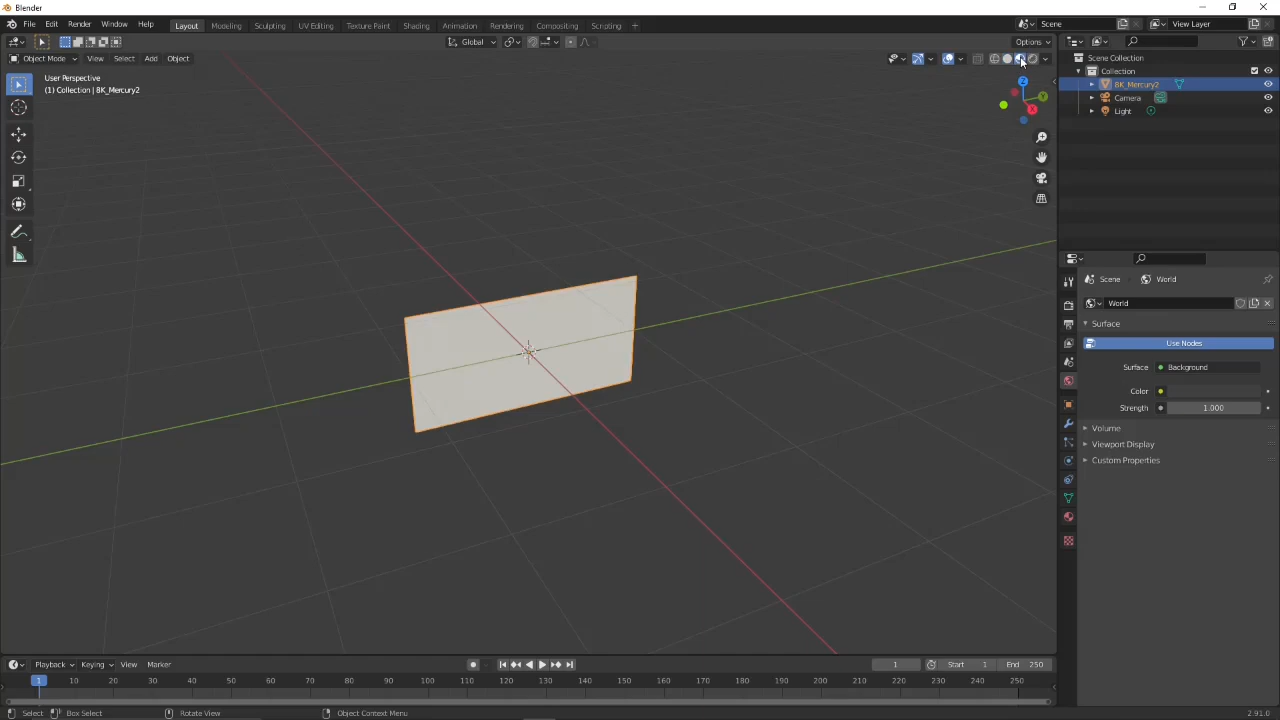 Blender
File Edit Render Window Help
Layout Modeling Sculpting UV Editing Texture Paint Shading Animation Rendering Compositing Scripting +
Scene
View Layer
Global
Options
Object Mode View Select Add Object
User Perspective
(1) Collection | 8K_Mercury2
Z
Y
X
Scene Collection
Collection
8K_Mercury2
Camera
Light
Scene > World
World
Surface
Use Nodes
Surface Background
Color
Strength 1.000
Volume
Viewport Display
Custom Properties
Playback Keying View Marker
1
Start 1
End 250
1 10 20 30 40 50 60 70 80 90 100 110 120 130 140 150 160 170 180 190 200 210 220 230 240 250
Select Box Select Rotate View Object Context Menu
2.91.0